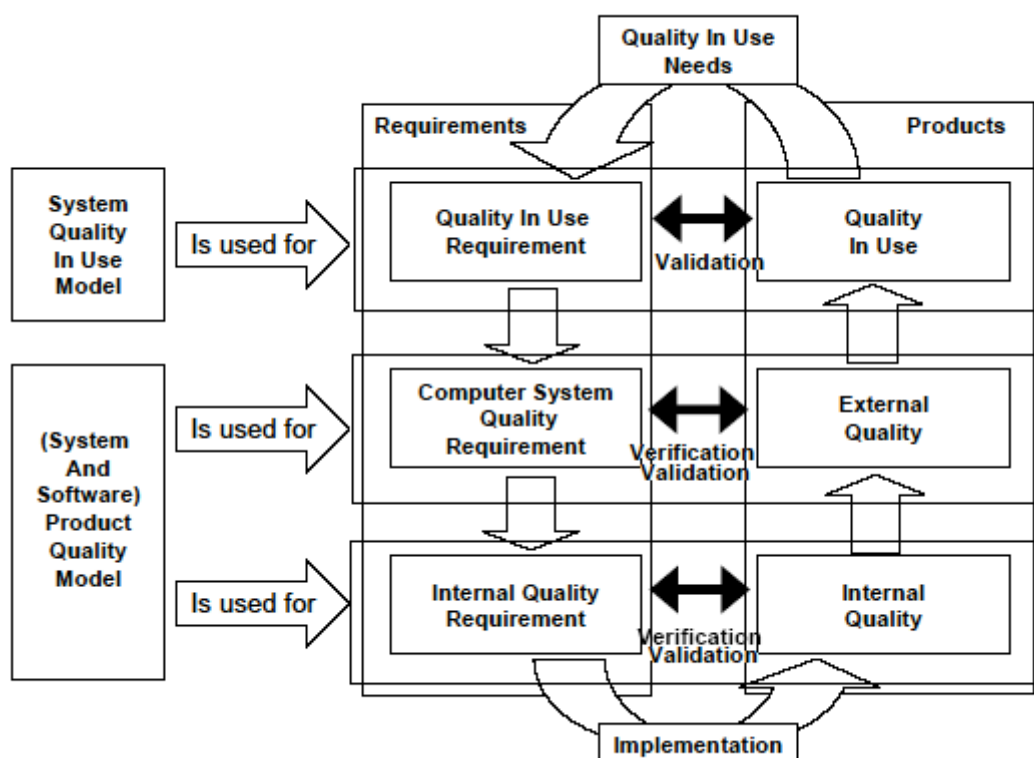 Quality In Use
Needs
Requirements
Products
System
Quality
In Use
Model
Is used for
Quality In Use
Requirement
Validation
Quality
In Use
(System
And
Software)
Product
Quality
Model
Is used for
Computer System
Quality
Requirement
Verification
Validation
External
Quality
Is used for
Internal Quality
Requirement
Verification
Validation
Internal
Quality
Implementation